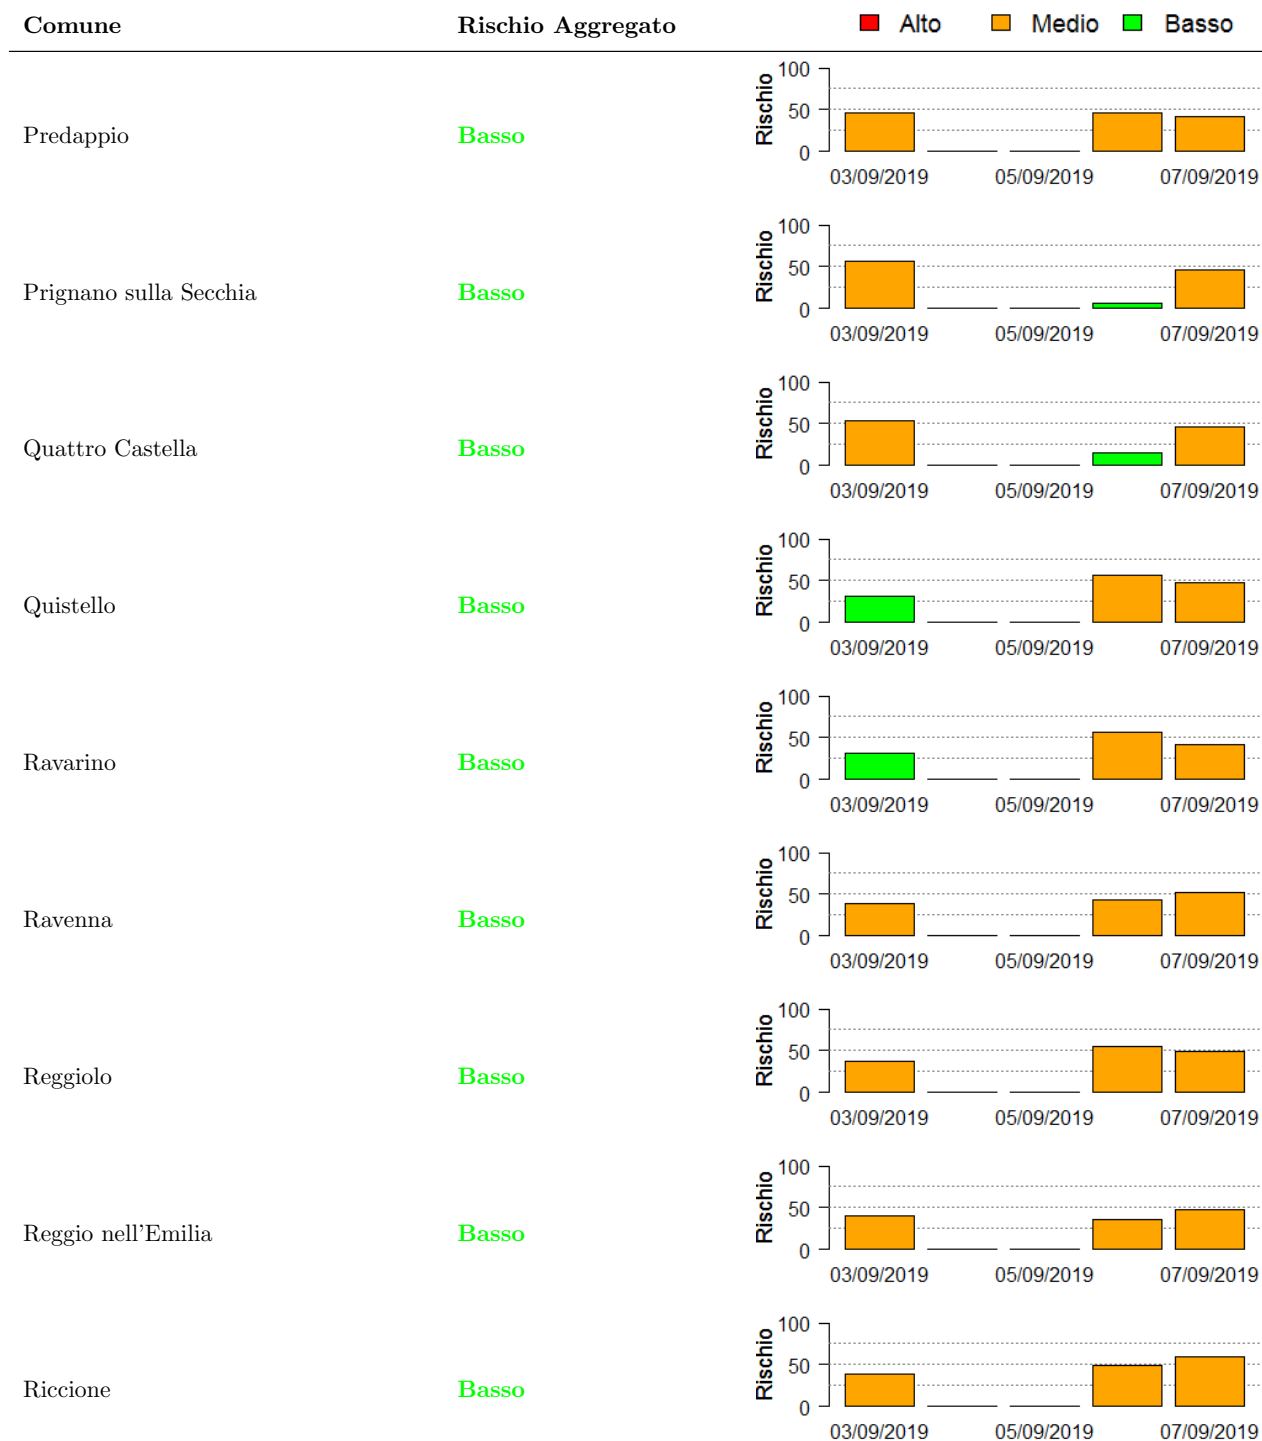 Comune Rischio Aggregato Alto Medio Basso
Predappio Basso Rischio 100 50 0
03/09/2019 05/09/2019 07/09/2019
Prignano sulla Secchia Basso Rischio 100 50 0
03/09/2019 05/09/2019 07/09/2019
Quattro Castella Basso Rischio 100 50 0
03/09/2019 05/09/2019 07/09/2019
Quistello Basso Rischio 100 50 0
03/09/2019 05/09/2019 07/09/2019
Ravarino Basso Rischio 100 50 0
03/09/2019 05/09/2019 07/09/2019
Ravenna Basso Rischio 100 50 0
03/09/2019 05/09/2019 07/09/2019
Reggiolo Basso Rischio 100 50 0
03/09/2019 05/09/2019 07/09/2019
Reggio nell'Emilia Basso Rischio 100 50 0
03/09/2019 05/09/2019 07/09/2019
Riccione Basso Rischio 100 50 0
03/09/2019 05/09/2019 07/09/2019